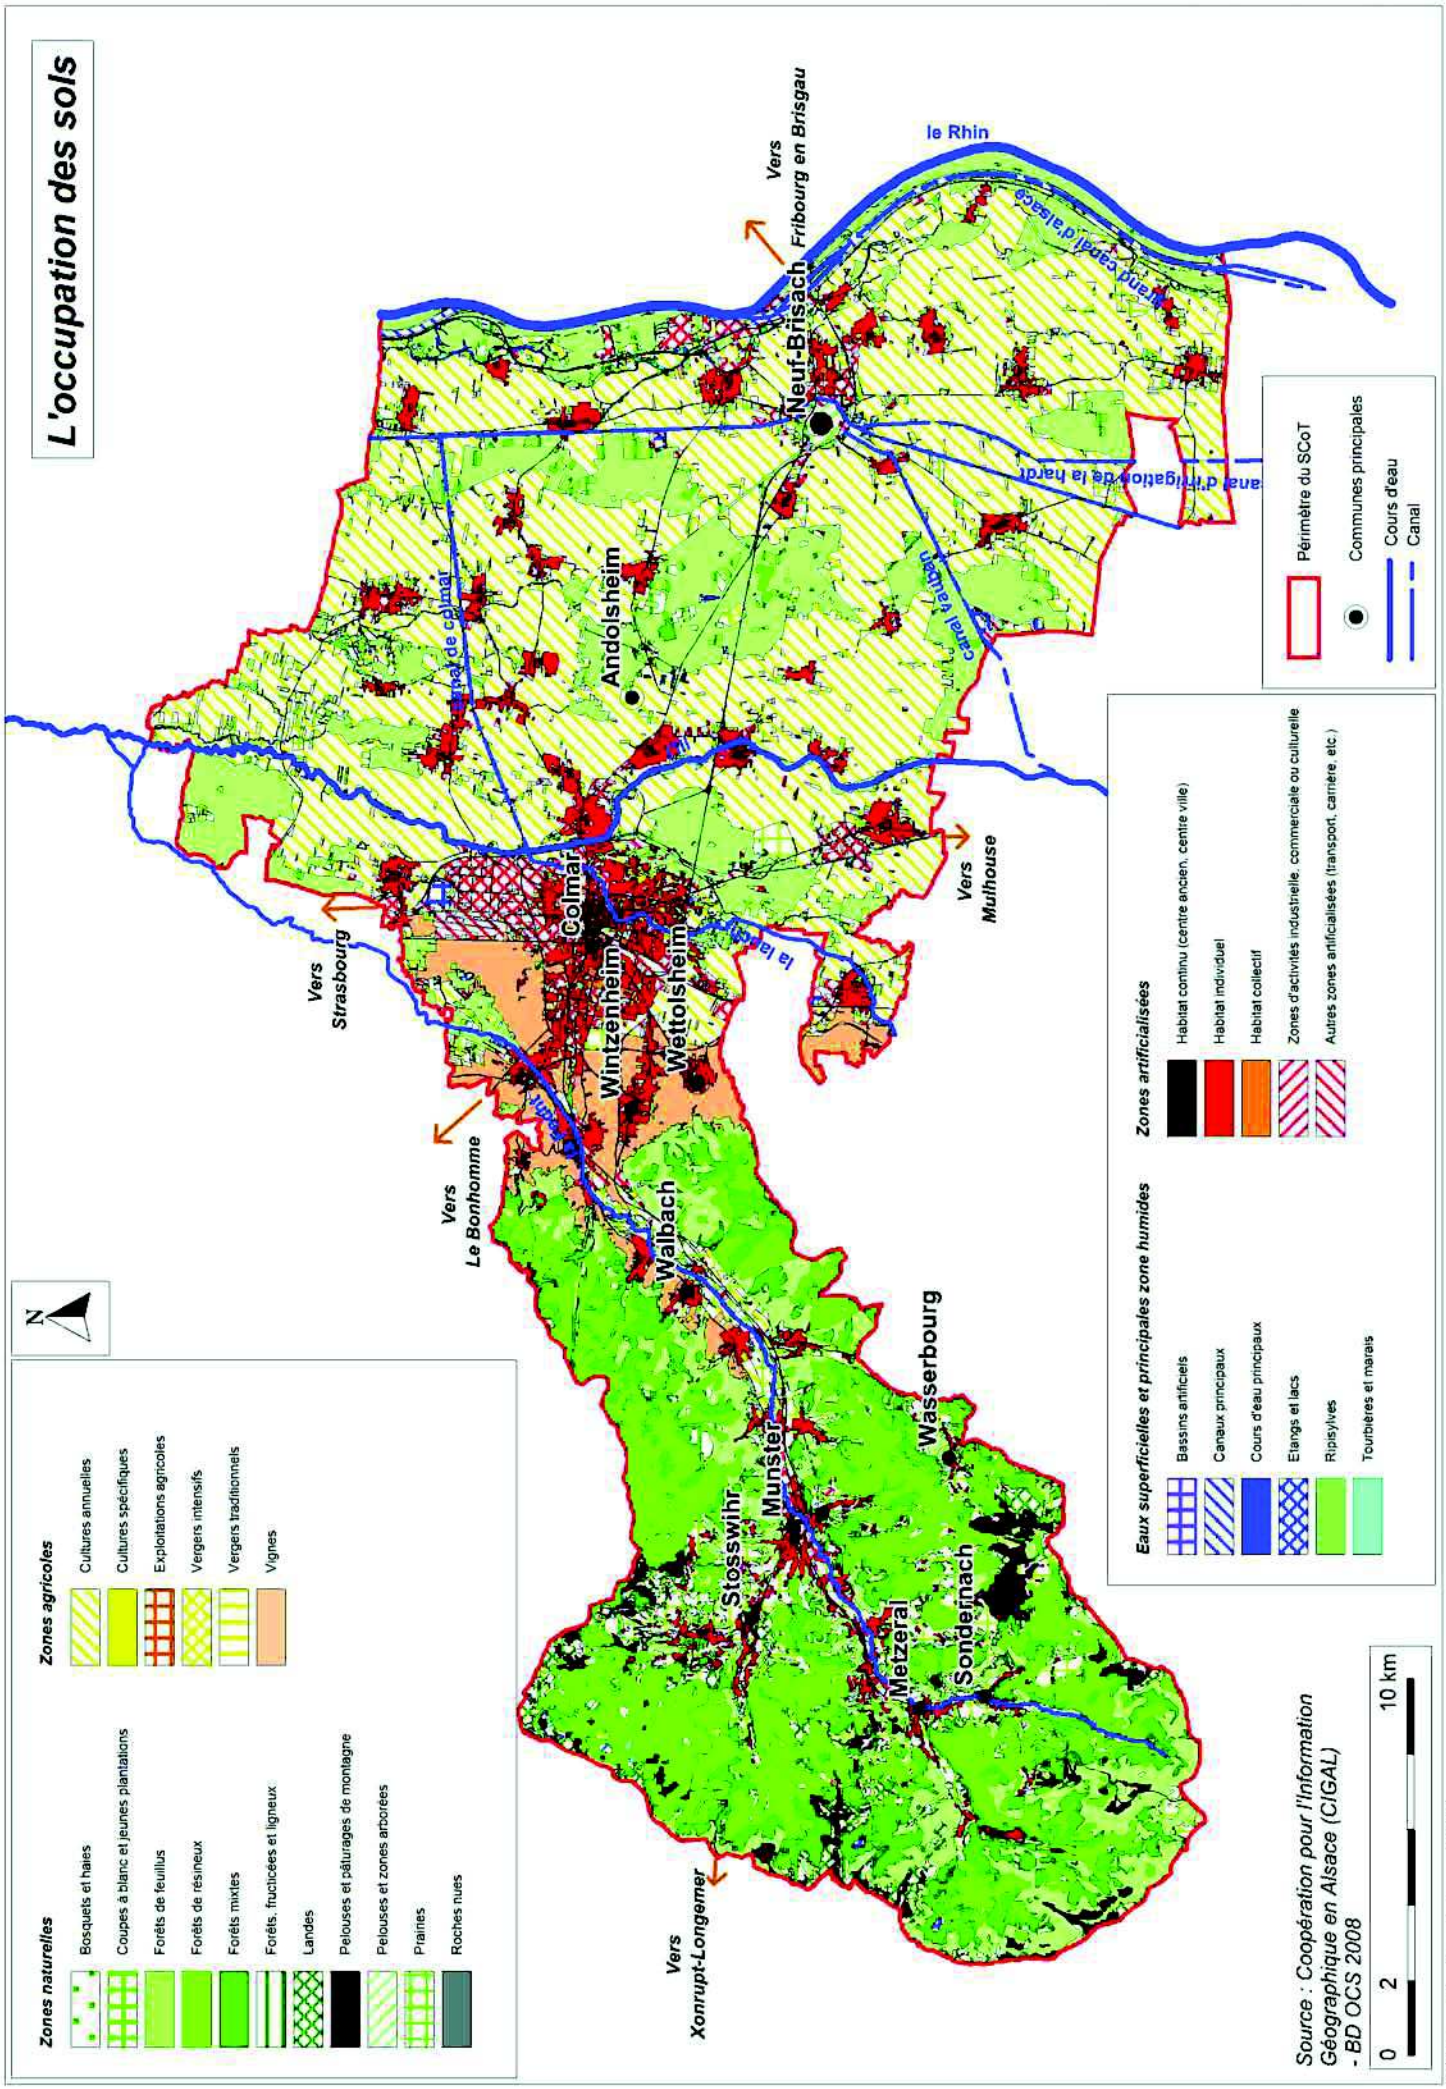 L'occupation des sols
N
Zones naturelles
Bosquets et haies
Coupes à blanc et jeunes plantations
Forêts de feuillus
Forêts de résineux
Forêts mixtes
Forêts, fructicées et ligneux
Landes
Pelouses et pâturages de montagne
Pelouses et zones arborées
Prairies
Roches nues
Zones agricoles
Cultures annuelles
Cultures spécifiques
Exploitations agricoles
Vergers intensifs
Vergers traditionnels
Vignes
Vers
Strasbourg
Vers
Le Bonhomme
Vers
Xonrupt-Longemer
Vers
Mulhouse
Vers
Fribourg en Brisgau
le Rhin
grand canal d'alsace
canal de colmar
canal vauban
canal d'irrigation de la hardt
Ill
la lauch
fecht
Neuf-Brisach
Andolsheim
Colmar
Wintzenheim
Wettolsheim
Walbach
Munster
Stosswihr
Wasserbourg
Metzeral
Sondernach
Périmètre du SCoT
Communes principales
Cours d'eau
Canal
Eaux superficielles et principales zone humides
Bassins artificiels
Canaux principaux
Cours d'eau principaux
Etangs et lacs
Ripisylves
Tourbières et marais
Zones artificialisées
Habitat continu (centre ancien, centre ville)
Habitat individuel
Habitat collectif
Zones d'activités industrielle, commerciale ou culturelle
Autres zones artificialisées (transport, carrière, etc.)
Source : Coopération pour l'Information
Géographique en Alsace (CIGAL)
- BD OCS 2008
0 2 10 km